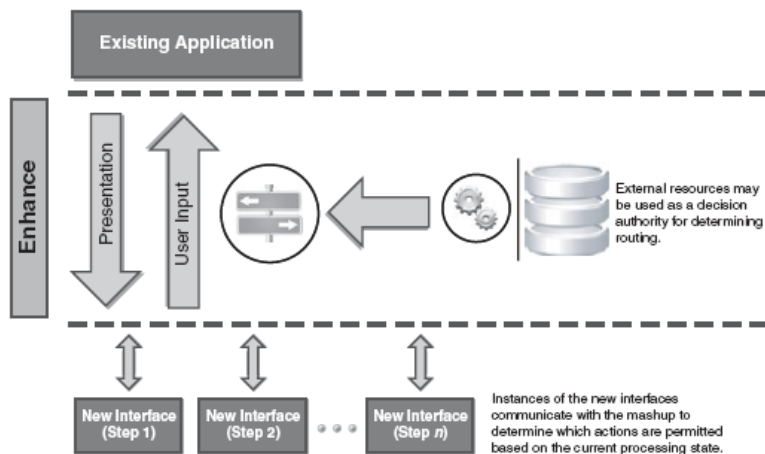 Existing Application
Enhance
Presentation
User Input
External resources may
be used as a decision
authority for determining
routing.
New Interface
(Step 1)
New Interface
(Step 2)
New Interface
(Step n)
Instances of the new interfaces
communicate with the mashup to
determine which actions are permitted
based on the current processing state.